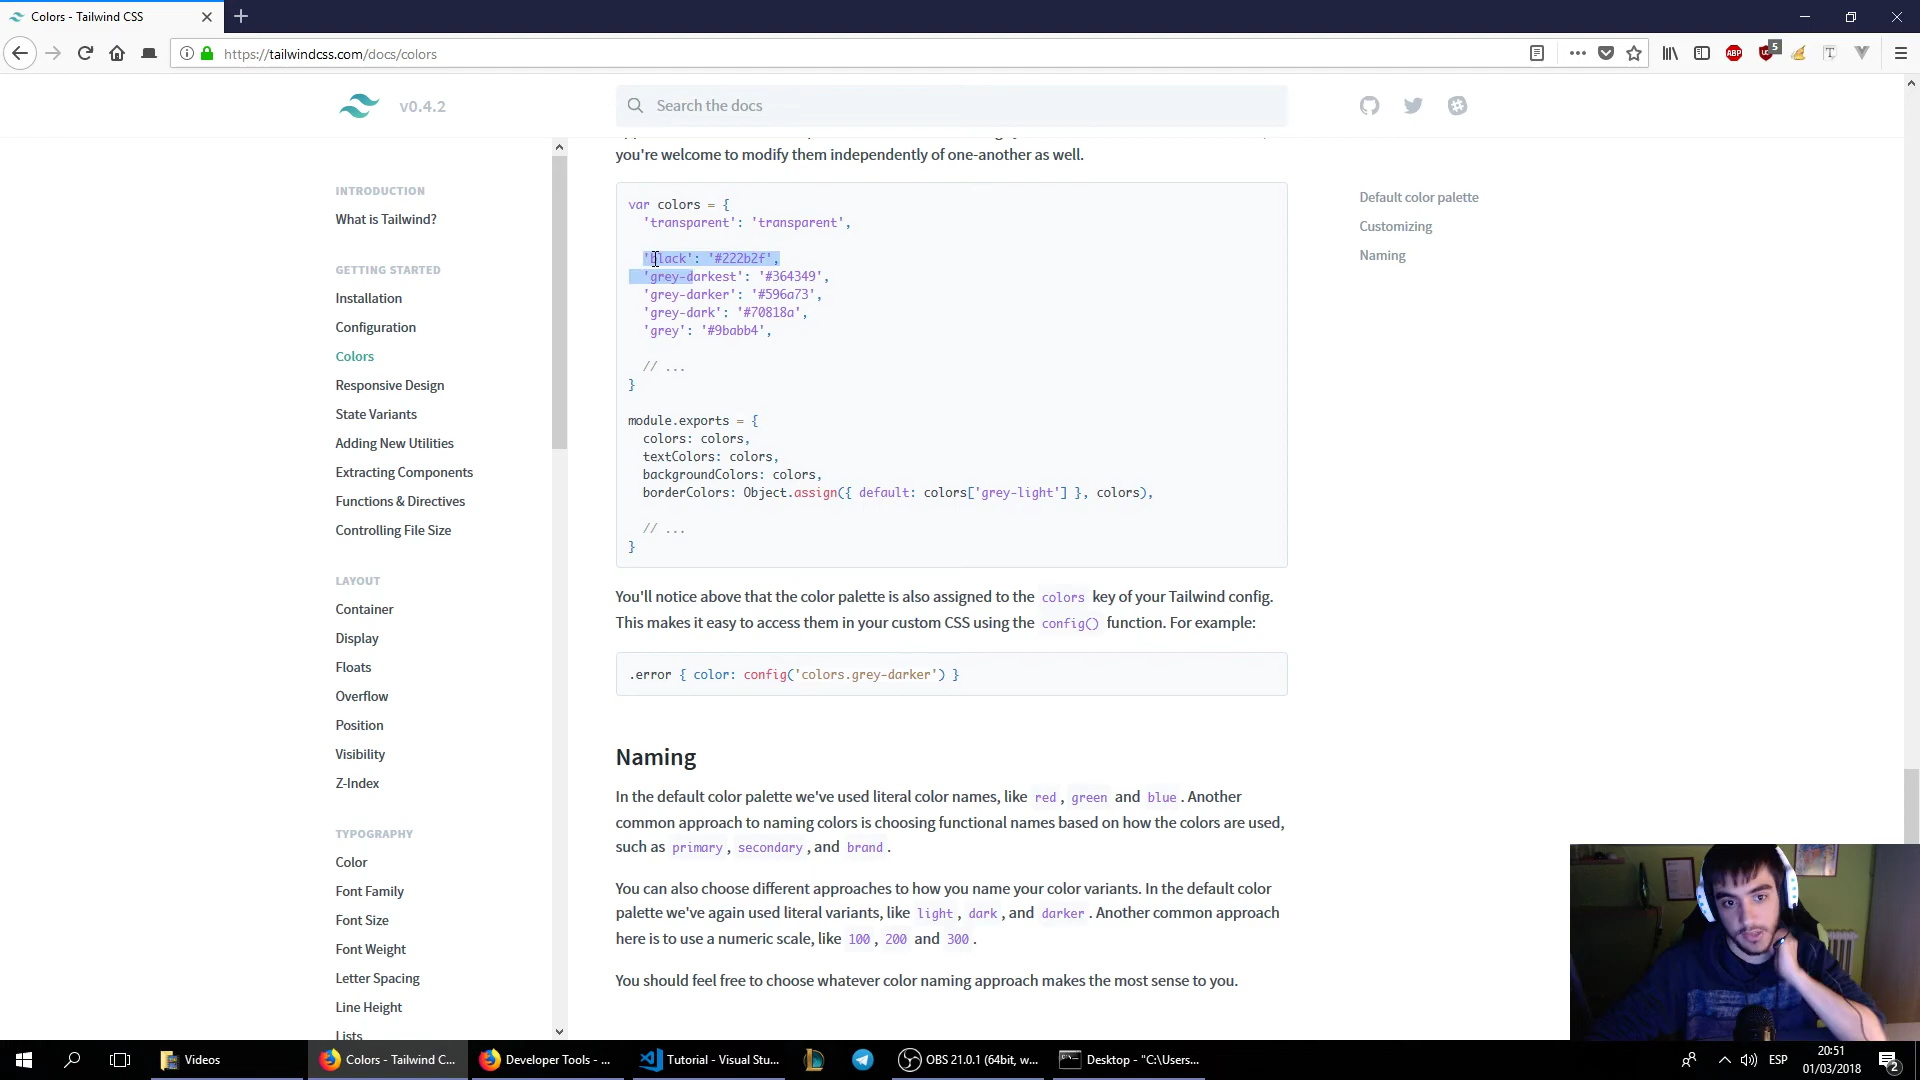 Colors - Tailwind CSS
https://tailwindcss.com/docs/colors
ABP
5
T
v0.4.2
Search the docs
INTRODUCTION
What is Tailwind?
GETTING STARTED
Installation
Configuration
Colors
Responsive Design
State Variants
Adding New Utilities
Extracting Components
Functions & Directives
Controlling File Size
LAYOUT
Container
Display
Floats
Overflow
Position
Visibility
Z-Index
TYPOGRAPHY
Color
Font Family
Font Size
Font Weight
Letter Spacing
Line Height
Lists
you're welcome to modify them independently of one-another as well.
var colors = {
'transparent': 'transparent',
'black': '#222b2f',
'grey-darkest': '#364349',
'grey-darker': '#596a73',
'grey-dark': '#70818a',
'grey': '#9babb4',
// ...
}
module.exports = {
colors: colors,
textColors: colors,
backgroundColors: colors,
borderColors: Object.assign({ default: colors['grey-light'] }, colors),
// ...
}
You'll notice above that the color palette is also assigned to the colors key of your Tailwind config.
This makes it easy to access them in your custom CSS using the config() function. For example:
.error { color: config('colors.grey-darker') }
Naming
In the default color palette we've used literal color names, like red, green and blue. Another
common approach to naming colors is choosing functional names based on how the colors are used,
such as primary, secondary, and brand.
You can also choose different approaches to how you name your color variants. In the default color
palette we've again used literal variants, like light, dark, and darker. Another common approach
here is to use a numeric scale, like 100, 200 and 300.
You should feel free to choose whatever color naming approach makes the most sense to you.
Default color palette
Customizing
Naming
Videos
Colors - Tailwind C...
Developer Tools - ...
Tutorial - Visual Stu...
OBS 21.0.1 (64bit, w...
Desktop - "C:\Users...
ESP
20:51
01/03/2018
2